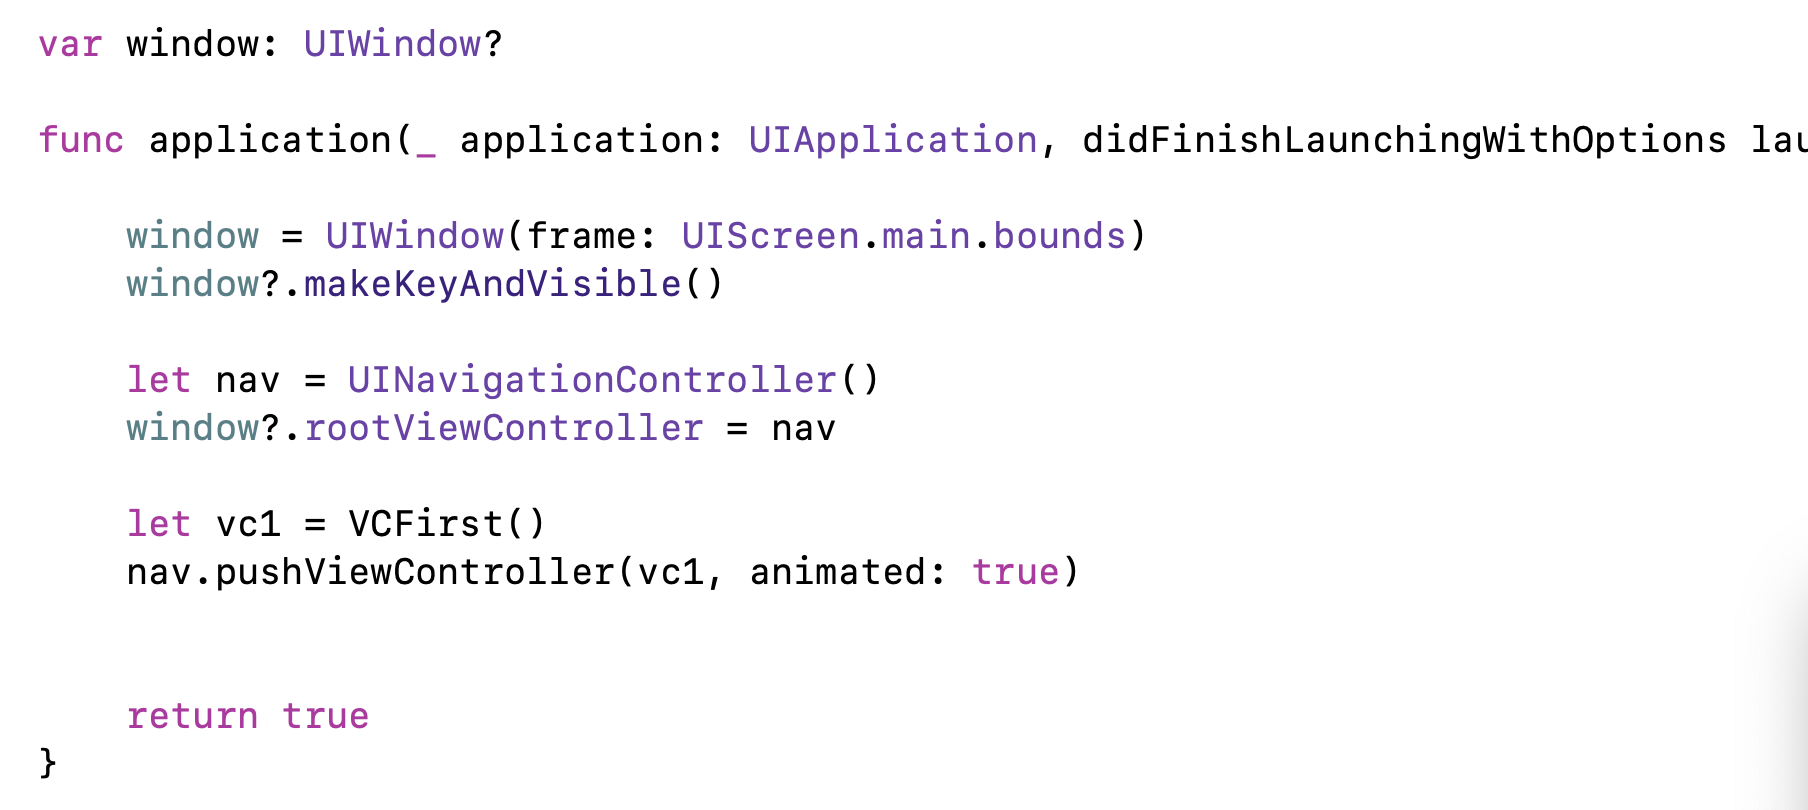 var window: UIWindow?
func application(_ application: UIApplication, didFinishLaunchingWithOptions lau
window = UIWindow(frame: UIScreen.main.bounds)
window?.makeKeyAndVisible()
let nav = UINavigationController()
window?.rootViewController = nav
let vc1 = VCFirst()
nav.pushViewController(vc1, animated: true)
return true
}